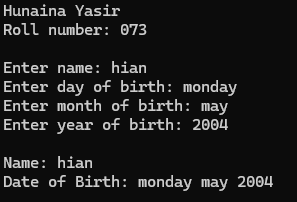 Hunaina Yasir
Roll number: 073
Enter name: hian
Enter day of birth: monday
Enter month of birth: may
Enter year of birth: 2004
Name: hian
Date of Birth: monday may 2004